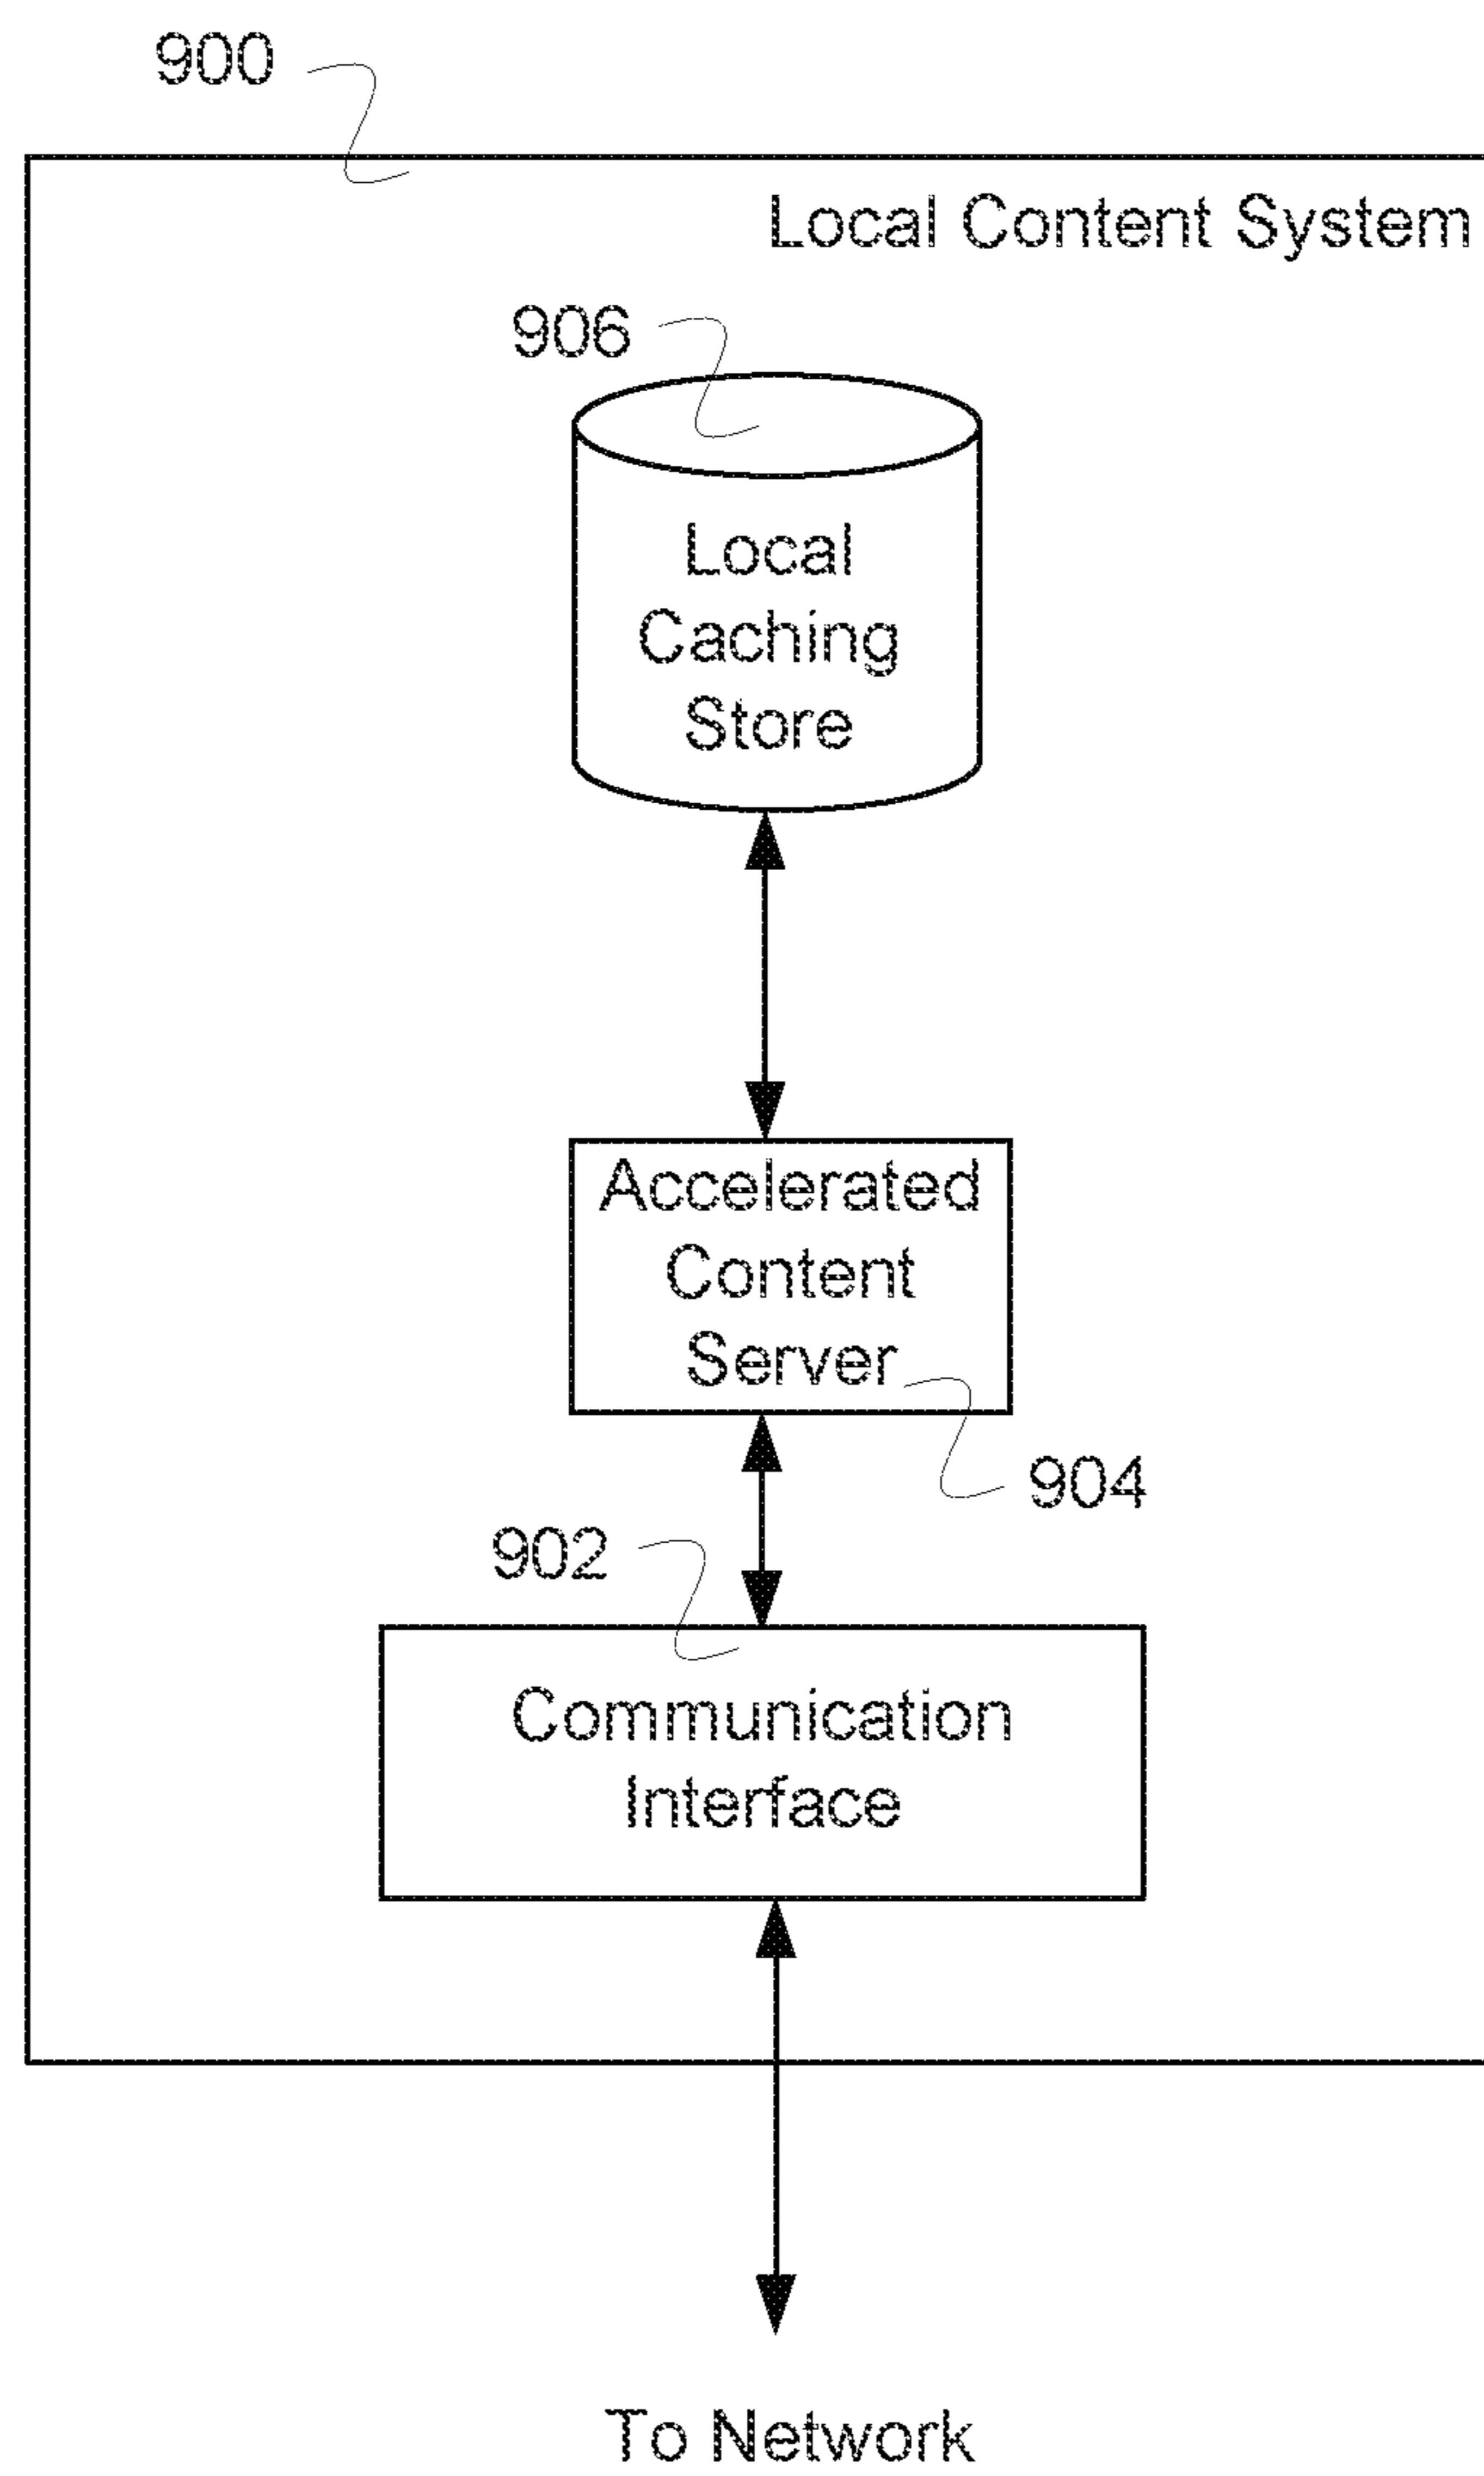 900
Local Content System
906
Local
Caching
Store
Accelerated
Content
Server
904
902
Communication
Interface
To Network